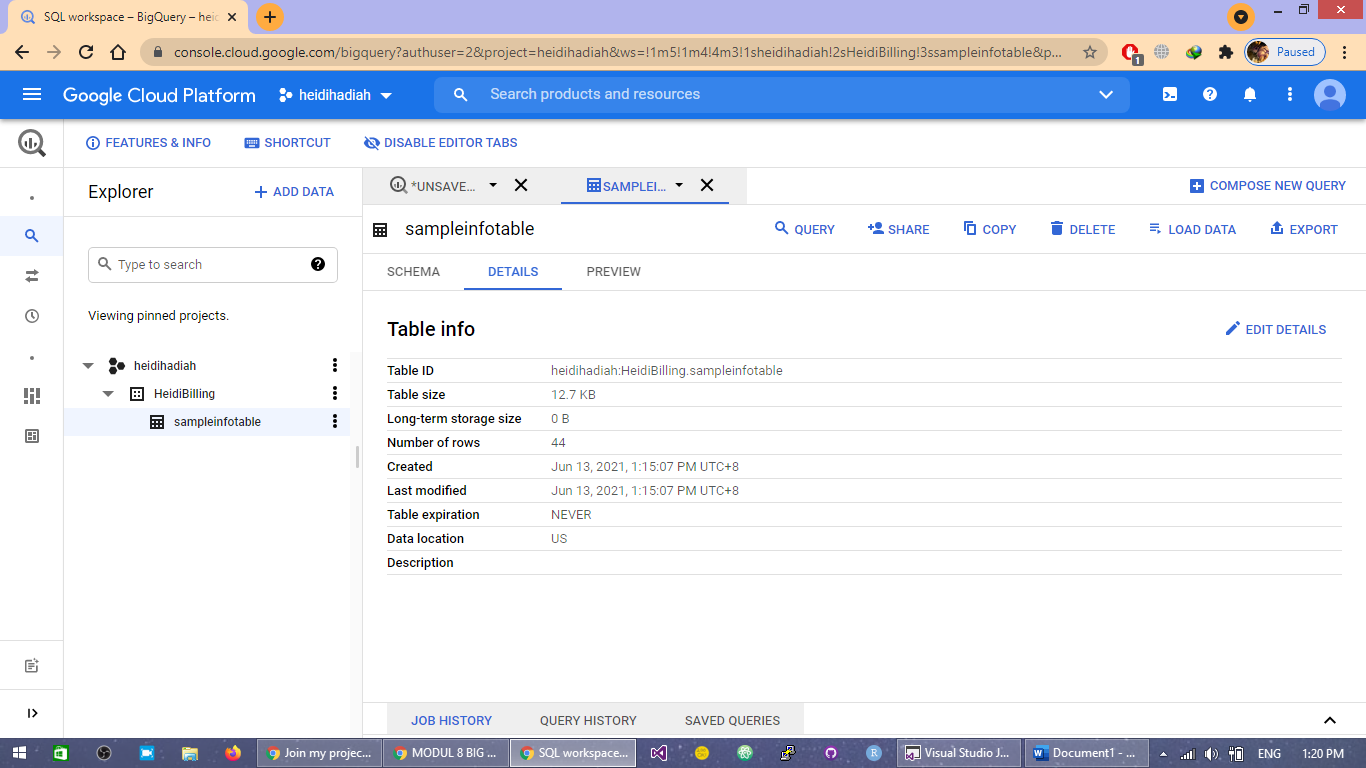 SQL workspace – BigQuery – heid
console.cloud.google.com/bigquery?authuser=2&project=heidihadiah&ws=!1m5!1m4!4m3!1sheidihadiah!2sHeidiBilling!3ssampleinfotable&p...
1
Paused
Google Cloud Platform
heidihadiah
Search products and resources
FEATURES & INFO
SHORTCUT
DISABLE EDITOR TABS
Explorer
ADD DATA
*UNSAVE...
SAMPLEI...
COMPOSE NEW QUERY
sampleinfotable
QUERY
SHARE
COPY
DELETE
LOAD DATA
EXPORT
Type to search
SCHEMA
DETAILS
PREVIEW
Viewing pinned projects.
heidihadiah
HeidiBilling
sampleinfotable
Table info
EDIT DETAILS
Table ID heidihadiah:HeidiBilling.sampleinfotable
Table size 12.7 KB
Long-term storage size 0 B
Number of rows 44
Created Jun 13, 2021, 1:15:07 PM UTC+8
Last modified Jun 13, 2021, 1:15:07 PM UTC+8
Table expiration NEVER
Data location US
Description
JOB HISTORY
QUERY HISTORY
SAVED QUERIES
Join my projec...
MODUL 8 BIG ...
SQL workspace...
R
Visual Studio J...
Document1 - ...
ENG
1:20 PM